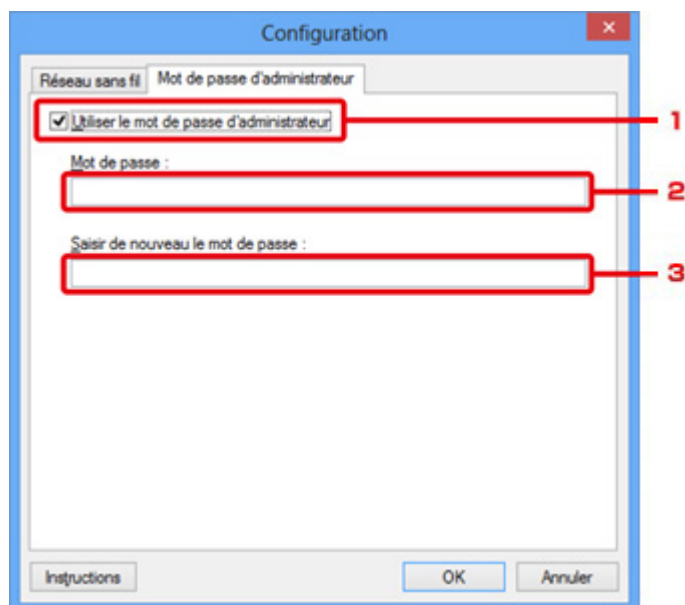 Configuration
Réseau sans fil Mot de passe d'administrateur
Utiliser le mot de passe d'administrateur 1
Mot de passe :
2
Saisir de nouveau le mot de passe :
3
Instructions OK Annuler